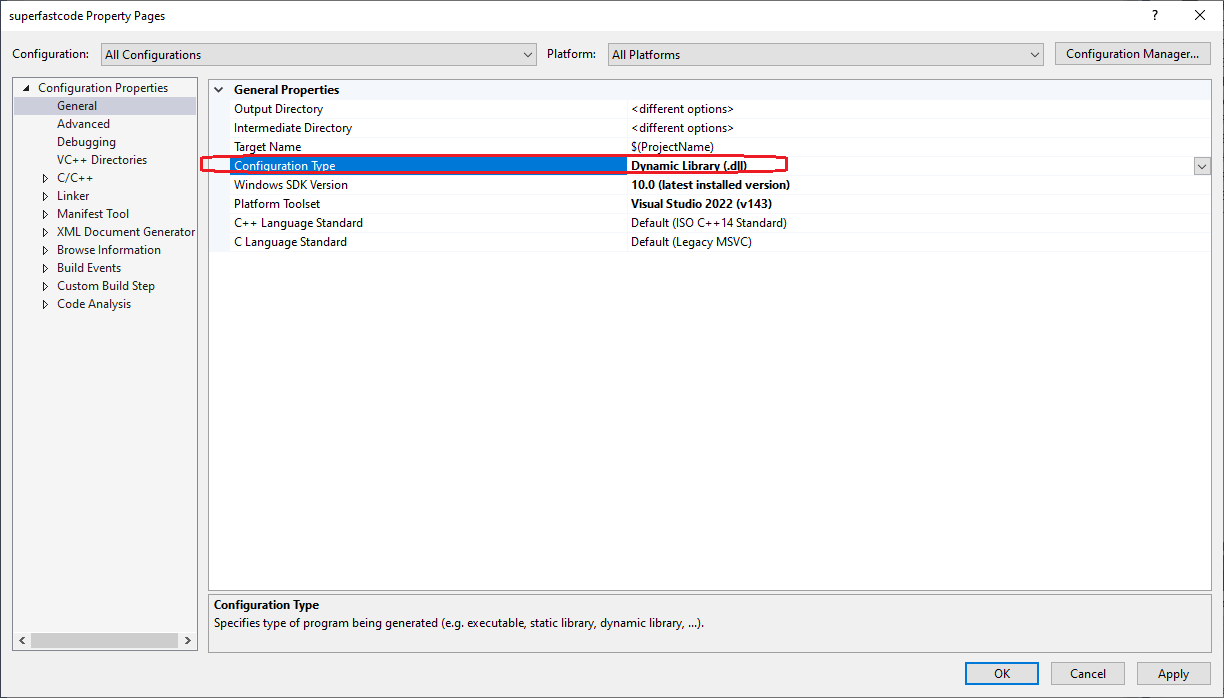 superfastcode Property Pages
?
Configuration: All Configurations Platform: All Platforms Configuration Manager...
Configuration Properties
General
Advanced
Debugging
VC++ Directories
C/C++
Linker
Manifest Tool
XML Document Generator
Browse Information
Build Events
Custom Build Step
Code Analysis
General Properties
Output Directory <different options>
Intermediate Directory <different options>
Target Name $(ProjectName)
Configuration Type Dynamic Library (.dll)
Windows SDK Version 10.0 (latest installed version)
Platform Toolset Visual Studio 2022 (v143)
C++ Language Standard Default (ISO C++14 Standard)
C Language Standard Default (Legacy MSVC)
Configuration Type
Specifies type of program being generated (e.g. executable, static library, dynamic library, ...).
OK Cancel Apply